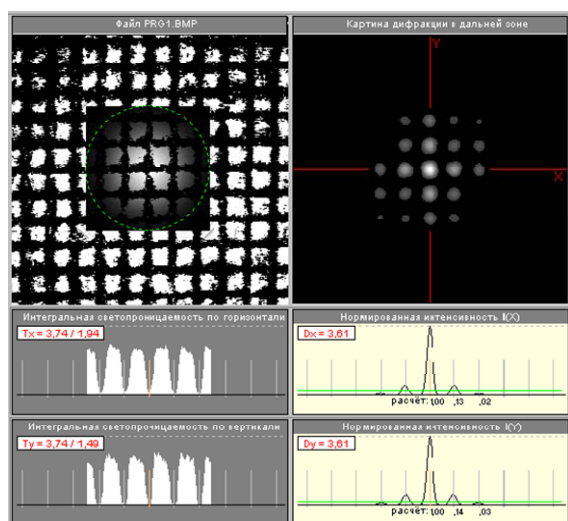 Файл PRG1.BMP
Картина дифракции в дальней зоне
Y
X
Интегральная светопроницаемость по горизонтали
Tx = 3,74 / 1,94
Нормированная интенсивность I(X)
Dx = 3,61
расчёт: 1,00 ,13 ,02
Интегральная светопроницаемость по вертикали
Ty = 3,74 / 1,49
Нормированная интенсивность I(Y)
Dy = 3,61
расчёт: 1,00 ,14 ,03